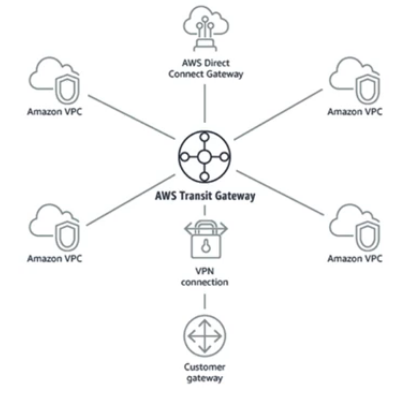 AWS Direct
Connect Gateway
Amazon VPC
Amazon VPC
AWS Transit Gateway
Amazon VPC
VPN
connection
Amazon VPC
Customer
gateway